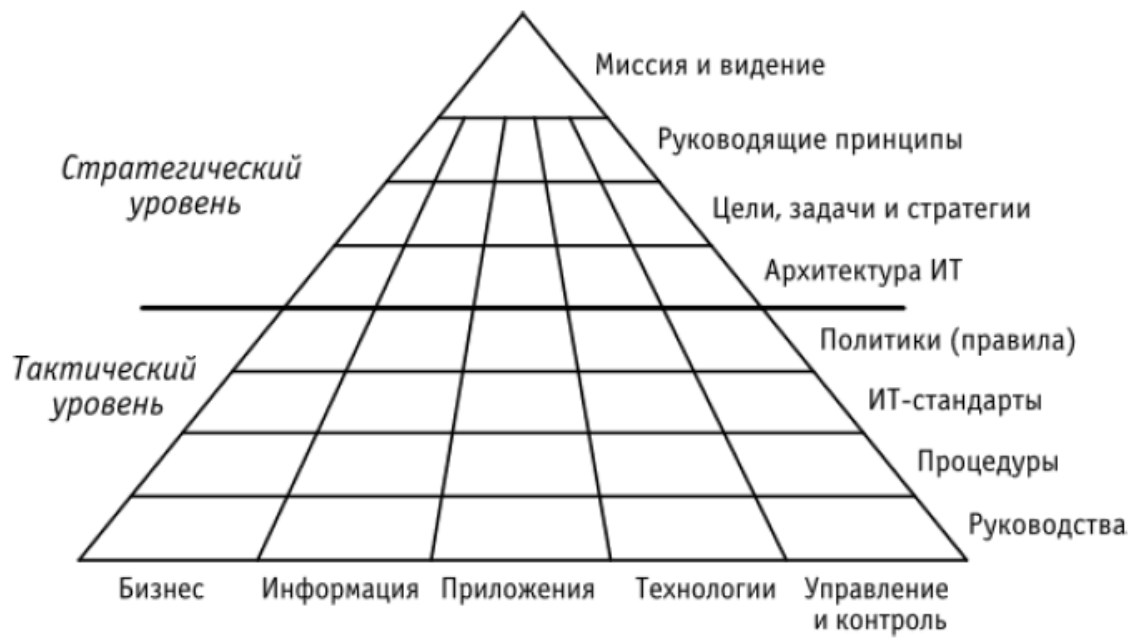 Миссия и видение
Руководящие принципы
Стратегический
уровень
Цели, задачи и стратегии
Архитектура ИТ
Политики (правила)
Тактический
уровень
ИТ-стандарты
Процедуры
Руководства
Бизнес
Информация
Приложения
Технологии
Управление
и контроль